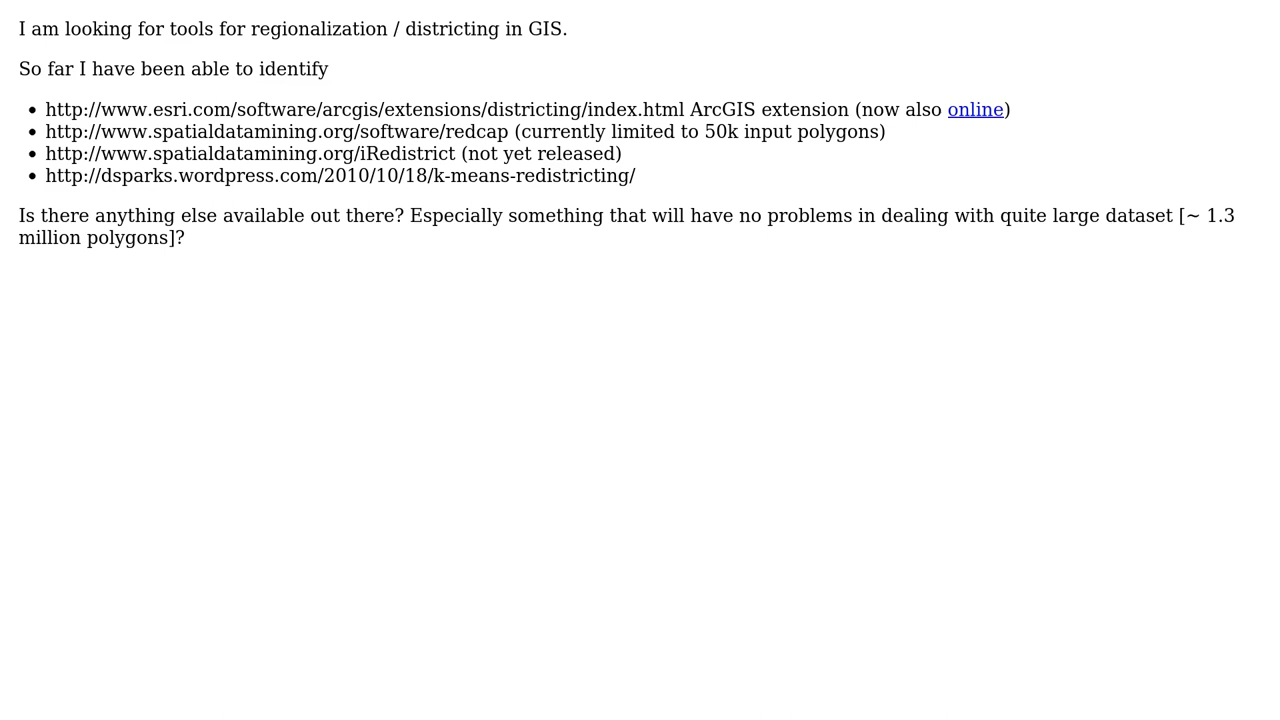 I am looking for tools for regionalization / districting in GIS.
So far I have been able to identify
• http://www.esri.com/software/arcgis/extensions/districting/index.html ArcGIS extension (now also online)
• http://www.spatialdatamining.org/software/redcap (currently limited to 50k input polygons)
• http://www.spatialdatamining.org/iRedistrict (not yet released)
• http://dsparks.wordpress.com/2010/10/18/k-means-redistricting/
Is there anything else available out there? Especially something that will have no problems in dealing with quite large dataset [~ 1.3
million polygons]?